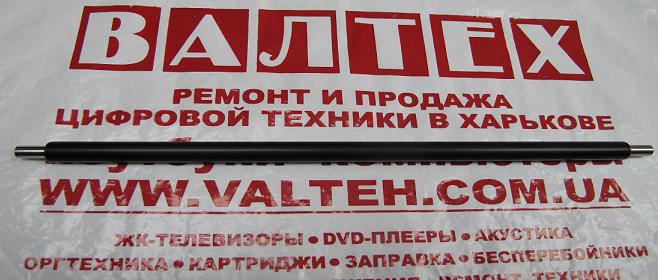 ВАЛТЕХ
РЕМОНТ И ПРОДАЖА
ЦИФРОВОЙ ТЕХНИКИ В ХАРЬКОВЕ
WWW.VALTEH.COM.UA
ЖК-ТЕЛЕВИЗОРЫ • DVD-ПЛЕЕРЫ • АКУСТИКА
ОРГТЕХНИКА • КАРТРИДЖИ • ЗАПРАВКА • БЕСПЕРЕБОЙНИКИ